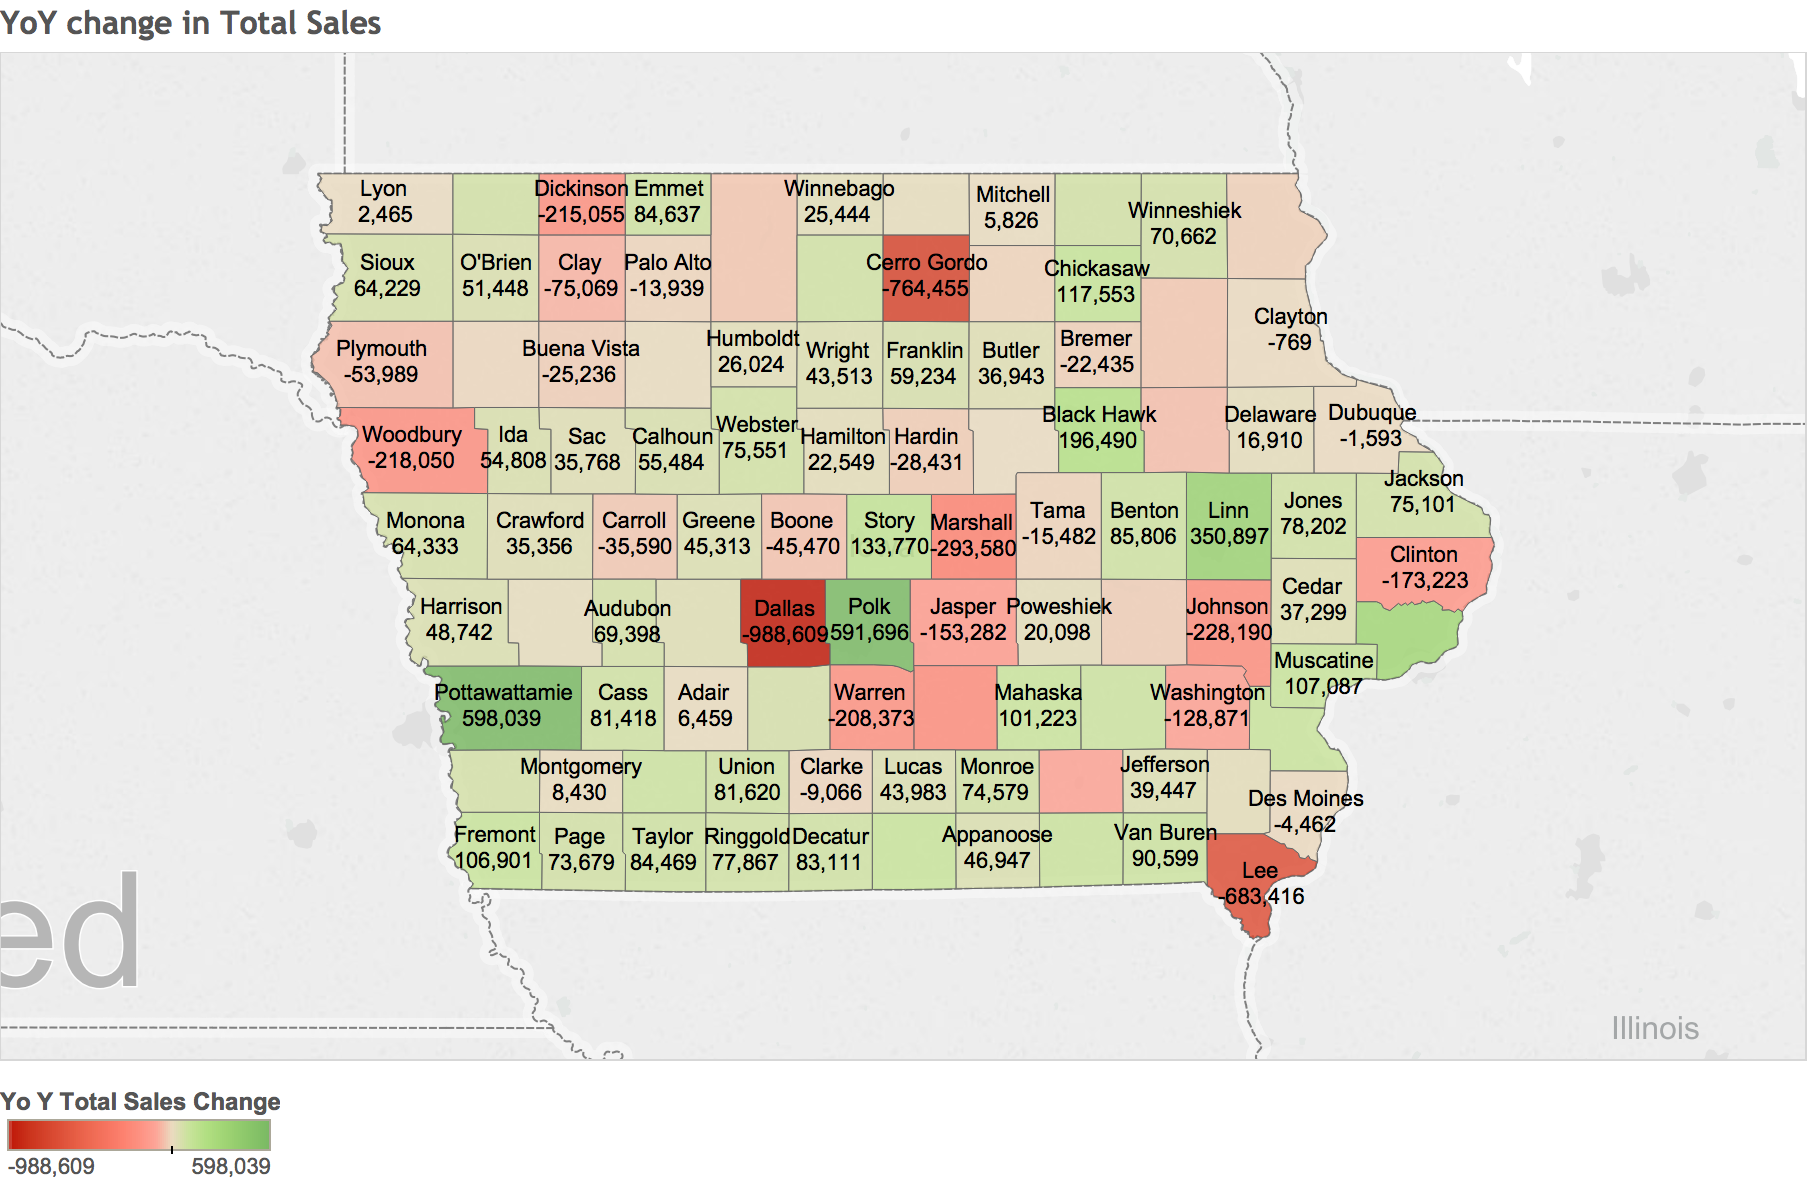 YoY change in Total Sales
Lyon
2,465
Dickinson
-215,055
Emmet
84,637
Winnebago
25,444
Mitchell
5,826
Winneshiek
70,662
Sioux
64,229
O'Brien
51,448
Clay
-75,069
Palo Alto
-13,939
Cerro Gordo
-764,455
Chickasaw
117,553
Plymouth
-53,989
Buena Vista
-25,236
Humboldt
26,024
Wright
43,513
Franklin
59,234
Butler
36,943
Bremer
-22,435
Clayton
-769
Woodbury
-218,050
Ida
54,808
Sac
35,768
Calhoun
55,484
Webster
75,551
Hamilton
22,549
Hardin
-28,431
Black Hawk
196,490
Delaware
16,910
Dubuque
-1,593
Jackson
75,101
Monona
64,333
Crawford
35,356
Carroll
-35,590
Greene
45,313
Boone
-45,470
Story
133,770
Marshall
-293,580
Tama
-15,482
Benton
85,806
Linn
350,897
Jones
78,202
Clinton
-173,223
Harrison
48,742
Audubon
69,398
Dallas
-988,609
Polk
591,696
Jasper
-153,282
Poweshiek
20,098
Johnson
-228,190
Cedar
37,299
Muscatine
107,087
Pottawattamie
598,039
Cass
81,418
Adair
6,459
Warren
-208,373
Mahaska
101,223
Washington
-128,871
Montgomery
8,430
Union
81,620
Clarke
-9,066
Lucas
43,983
Monroe
74,579
Jefferson
39,447
Des Moines
-4,462
Fremont
106,901
Page
73,679
Taylor
84,469
Ringgold
77,867
Decatur
83,111
Appanoose
46,947
Van Buren
90,599
Lee
-683,416
ed
Illinois
Yo Y Total Sales Change
-988,609
598,039